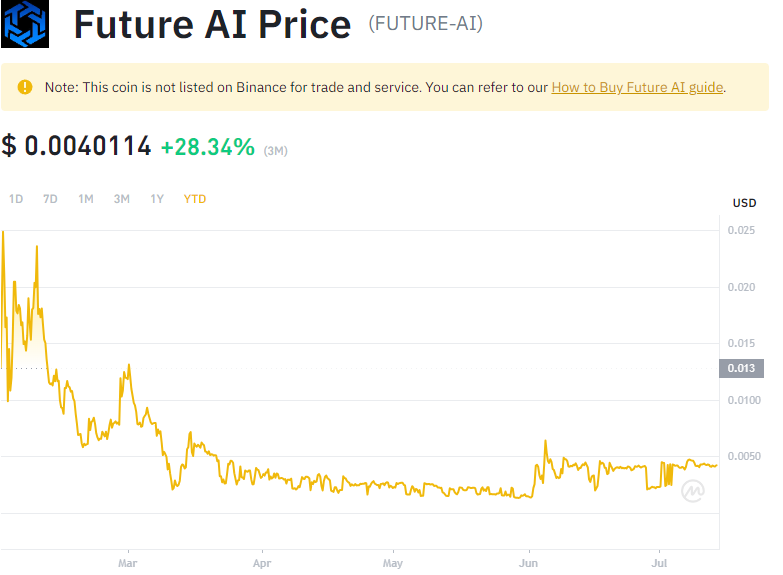 Future AI Price (FUTURE-AI)
Note: This coin is not listed on Binance for trade and service. You can refer to our How to Buy Future AI guide.
$ 0.0040114 +28.34% (3M)
1D 7D 1M 3M 1Y YTD
USD
0.025
0.020
0.015
0.013
0.0100
0.0050
Mar Apr May Jun Jul